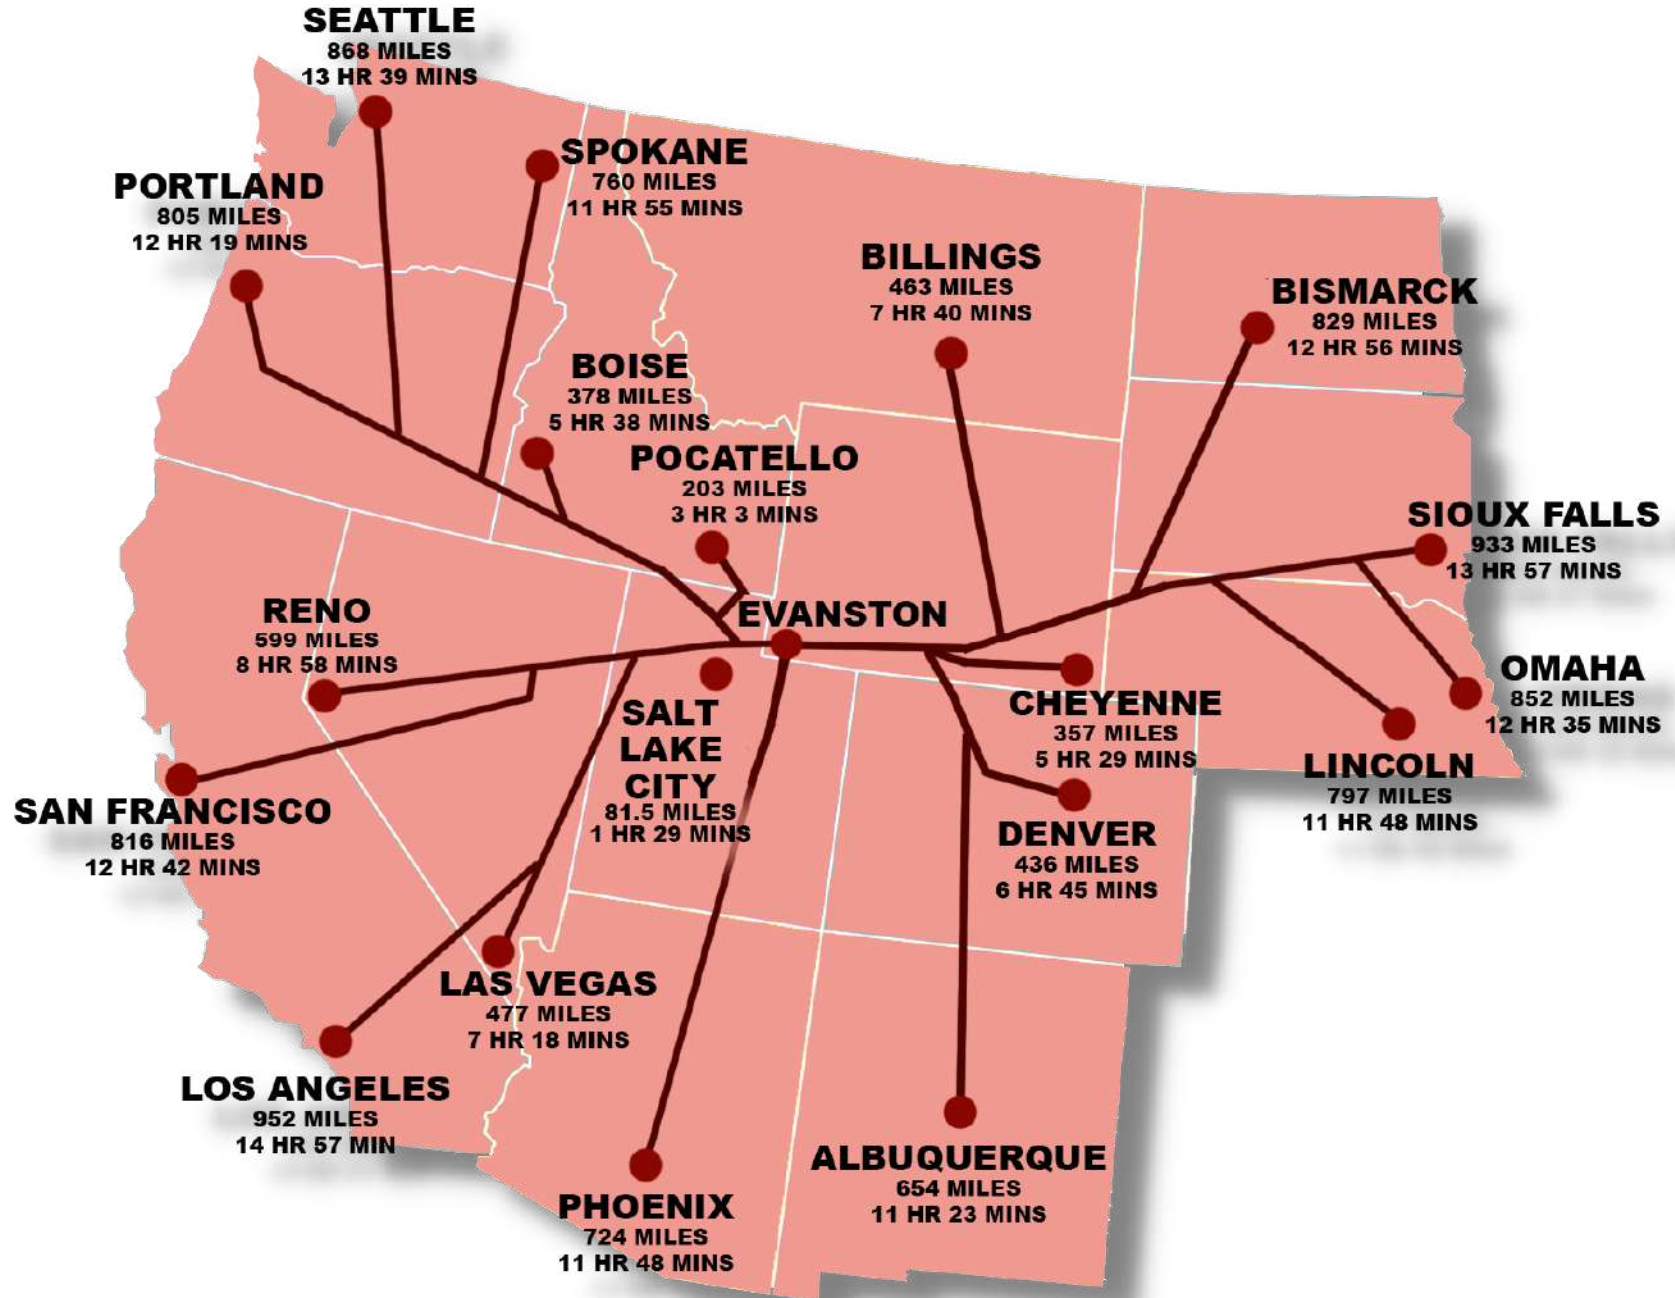 SEATTLE
868 MILES
13 HR 39 MINS
SPOKANE
760 MILES
11 HR 55 MINS
PORTLAND
805 MILES
12 HR 19 MINS
BILLINGS
463 MILES
7 HR 40 MINS
BISMARCK
829 MILES
12 HR 56 MINS
BOISE
378 MILES
5 HR 38 MINS
POCATELLO
203 MILES
3 HR 3 MINS
SIOUX FALLS
933 MILES
13 HR 57 MINS
RENO
599 MILES
8 HR 58 MINS
EVANSTON
OMAHA
852 MILES
12 HR 35 MINS
SALT
LAKE
CITY
81.5 MILES
1 HR 29 MINS
CHEYENNE
357 MILES
5 HR 29 MINS
LINCOLN
797 MILES
11 HR 48 MINS
SAN FRANCISCO
816 MILES
12 HR 42 MINS
DENVER
436 MILES
6 HR 45 MINS
LAS VEGAS
477 MILES
7 HR 18 MINS
LOS ANGELES
952 MILES
14 HR 57 MIN
ALBUQUERQUE
654 MILES
11 HR 23 MINS
PHOENIX
724 MILES
11 HR 48 MINS